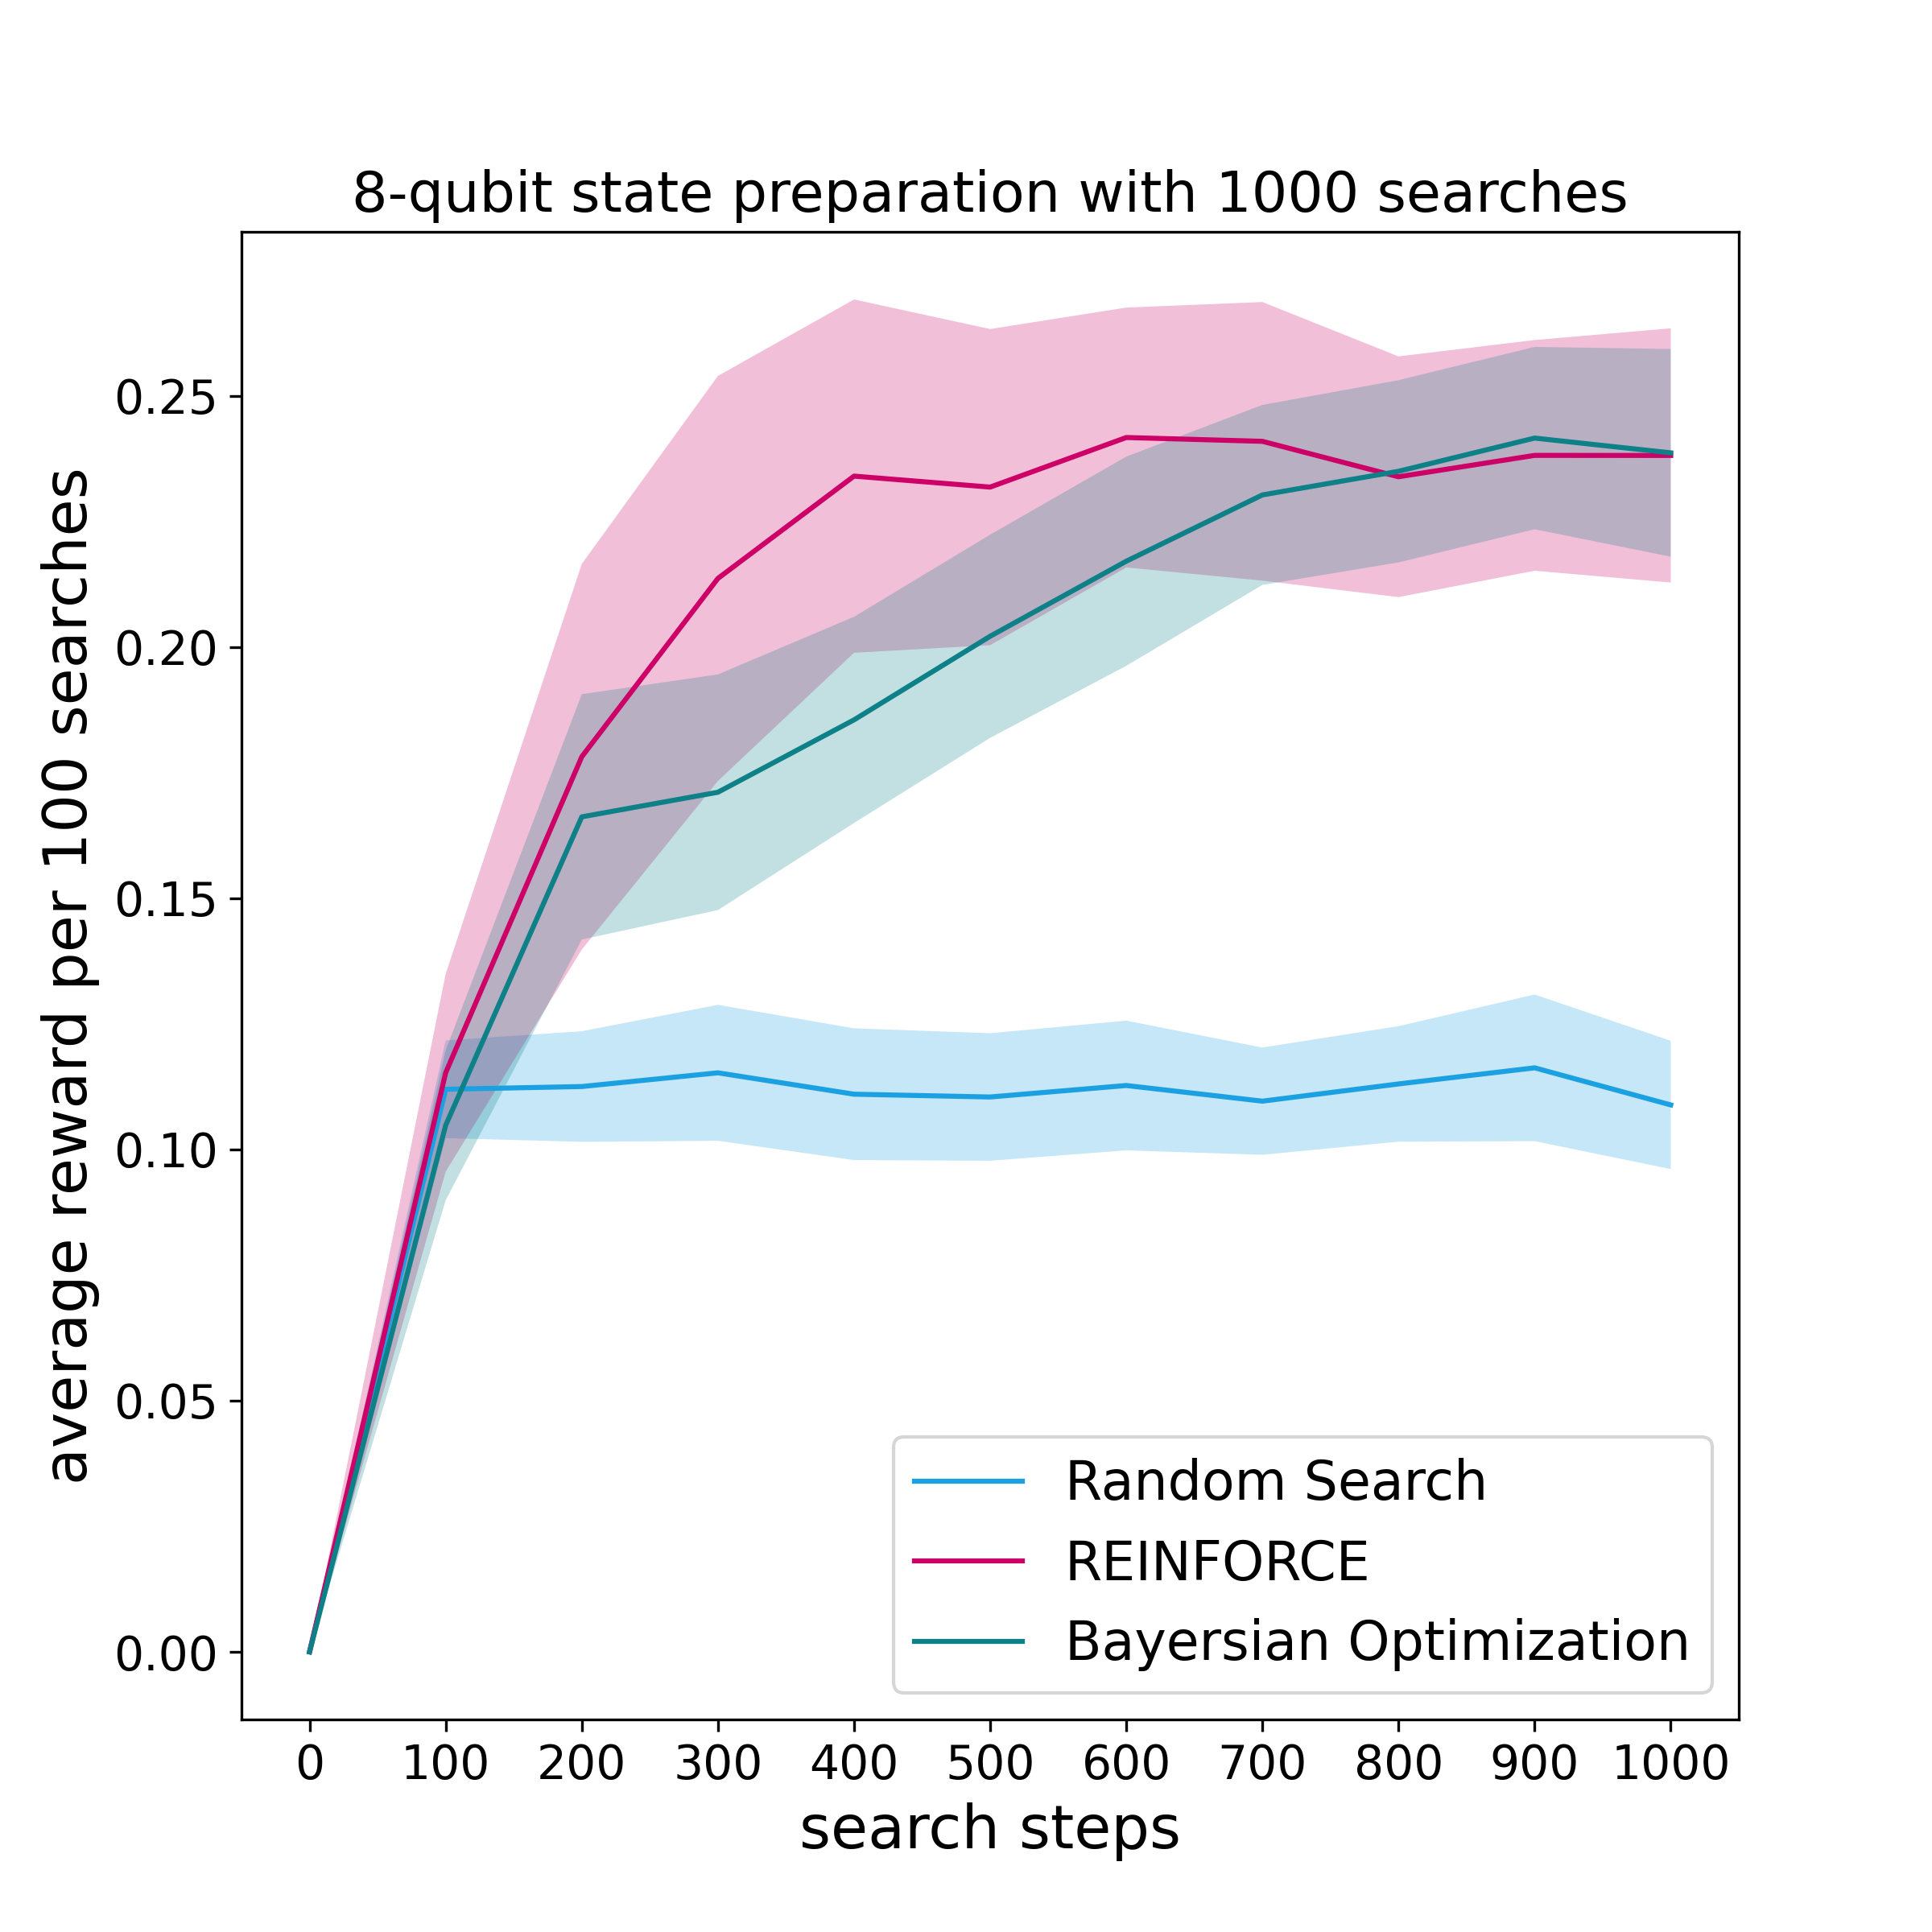 8-qubit state preparation with 1000 searches
average reward per 100 searches
0.25
0.20
0.15
0.10
0.05
0.00
Random Search
REINFORCE
Bayersian Optimization
0 100 200 300 400 500 600 700 800 900 1000
search steps